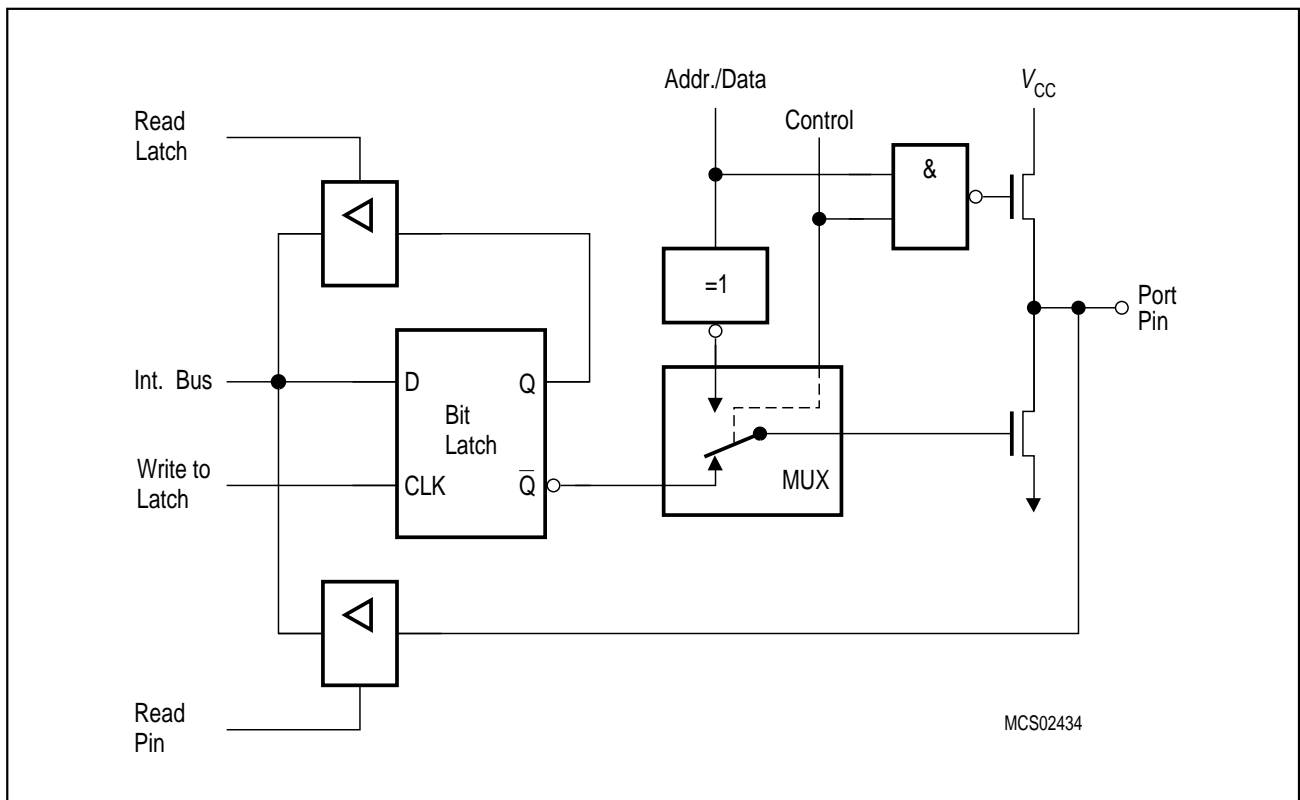 Addr./Data
V CC
Control
Read
Latch
&
=1
Port
Pin
Int. Bus
D
Q
Bit
Latch
Write to
Latch
CLK
Q̅
MUX
Read
Pin
MCS02434